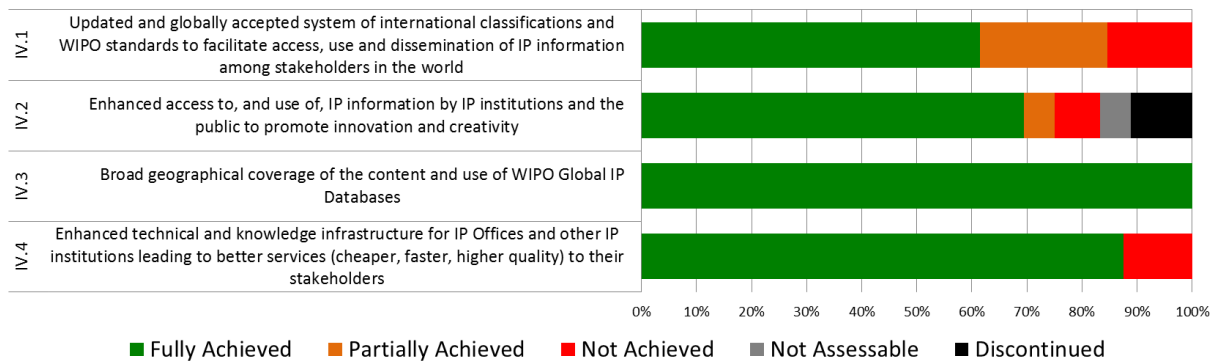 IV.1
Updated and globally accepted system of international classifications and
WIPO standards to facilitate access, use and dissemination of IP information
among stakeholders in the world
IV.2
Enhanced access to, and use of, IP information by IP institutions and the
public to promote innovation and creativity
IV.3
Broad geographical coverage of the content and use of WIPO Global IP
Databases
IV.4
Enhanced technical and knowledge infrastructure for IP Offices and other IP
institutions leading to better services (cheaper, faster, higher quality) to their
stakeholders
0% 10% 20% 30% 40% 50% 60% 70% 80% 90% 100%
Fully Achieved Partially Achieved Not Achieved Not Assessable Discontinued